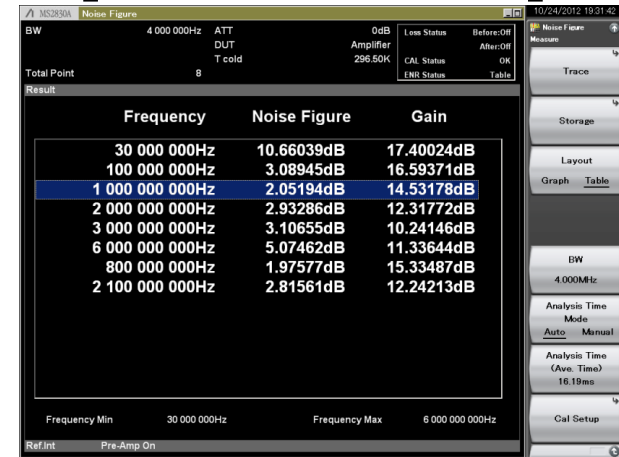 MS2830A Noise Figure
10/24/2012 19:31:42
BW 4 000 000Hz ATT 0dB Loss Status Before:Off
DUT Amplifier After:Off
T cold 296.50K CAL Status OK
Total Point 8 ENR Status Table
Result
Frequency Noise Figure Gain
30 000 000Hz 10.66039dB 17.40024dB
100 000 000Hz 3.08945dB 16.59371dB
1 000 000 000Hz 2.05194dB 14.53178dB
2 000 000 000Hz 2.93286dB 12.31772dB
3 000 000 000Hz 3.10655dB 10.24146dB
6 000 000 000Hz 5.07462dB 11.33644dB
800 000 000Hz 1.97577dB 15.33487dB
2 100 000 000Hz 2.81561dB 12.24213dB
Frequency Min 30 000 000Hz Frequency Max 6 000 000 000Hz
Ref.Int Pre-Amp On
Noise Figure
Measure
Trace
Storage
Layout
Graph Table
BW
4.000MHz
Analysis Time
Mode
Auto Manual
Analysis Time
(Ave. Time)
16.19ms
Cal Setup